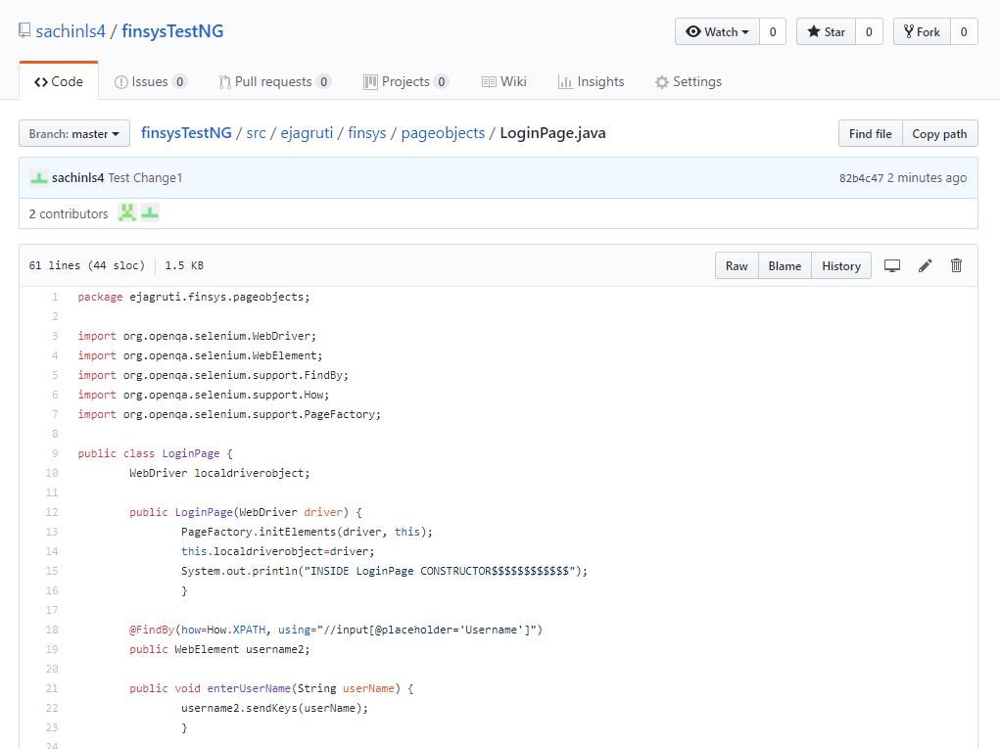 sachinls4 / finsysTestNG
Watch 0 Star 0 Fork 0
Code Issues 0 Pull requests 0 Projects 0 Wiki Insights Settings
Branch: master finsysTestNG / src / ejagruti / finsys / pageobjects / LoginPage.java Find file Copy path
sachinls4 Test Change1 82b4c47 2 minutes ago
2 contributors
61 lines (44 sloc) 1.5 KB Raw Blame History
1 package ejagruti.finsys.pageobjects;
2
3 import org.openqa.selenium.WebDriver;
4 import org.openqa.selenium.WebElement;
5 import org.openqa.selenium.support.FindBy;
6 import org.openqa.selenium.support.How;
7 import org.openqa.selenium.support.PageFactory;
8
9 public class LoginPage {
10 WebDriver localdriverobject;
11
12 public LoginPage(WebDriver driver) {
13 PageFactory.initElements(driver, this);
14 this.localdriverobject=driver;
15 System.out.println("INSIDE LoginPage CONSTRUCTOR$$$$$$$$$$$$");
16 }
17
18 @FindBy(how=How.XPATH, using="//input[@placeholder='Username']")
19 public WebElement username2;
20
21 public void enterUserName(String userName) {
22 username2.sendKeys(userName);
23 }
24